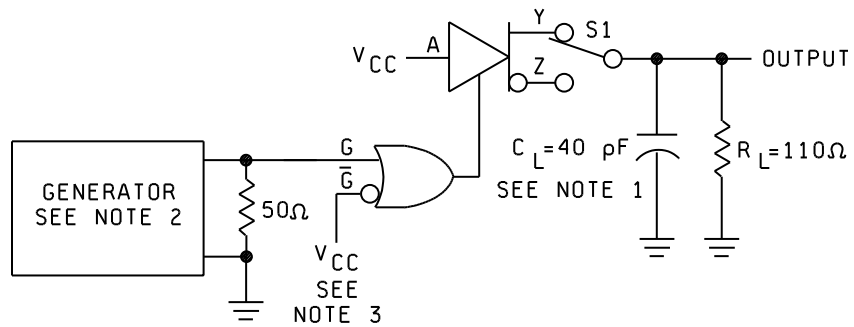 Y
S1
A
V CC
Z
OUTPUT
G
G̅
C L=40 pF
SEE NOTE 1
R L=110Ω
GENERATOR
SEE NOTE 2
50Ω
V CC
SEE
NOTE 3